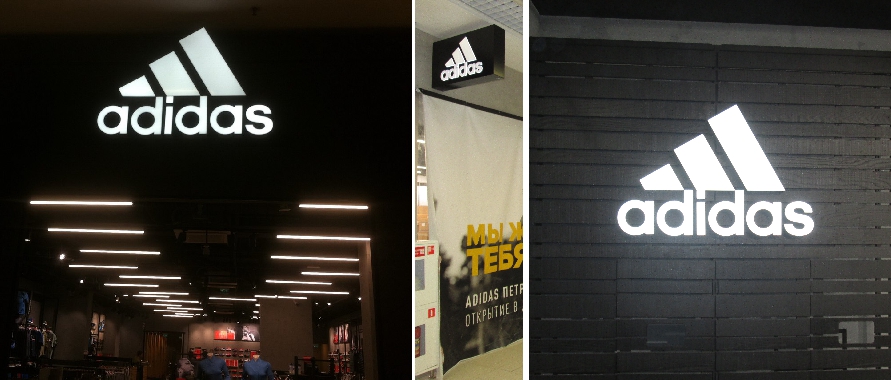 adidas
adidas
МЫ Ж
ТЕБЯ
ADIDAS ПЕТР
ОТКРЫТИЕ В
adidas